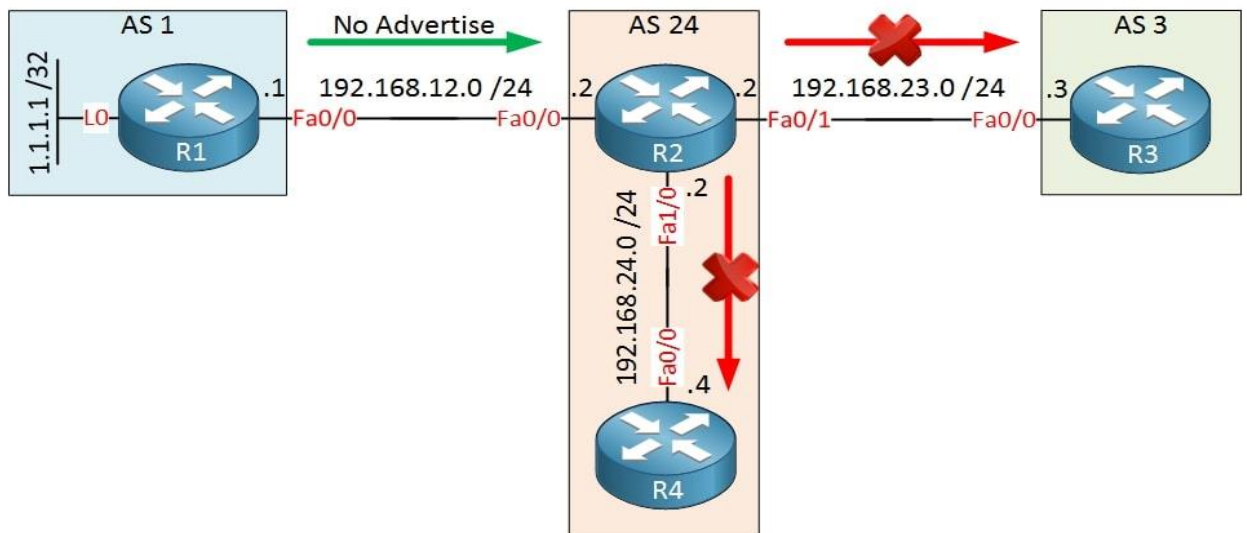 AS 1
No Advertise
AS 24
AS 3
1.1.1.1 /32
L0
R1
.1
Fa0/0
192.168.12.0 /24
.2
Fa0/0
R2
.2
Fa0/1
192.168.23.0 /24
.3
Fa0/0
R3
.2
Fa1/0
192.168.24.0 /24
Fa0/0
.4
R4